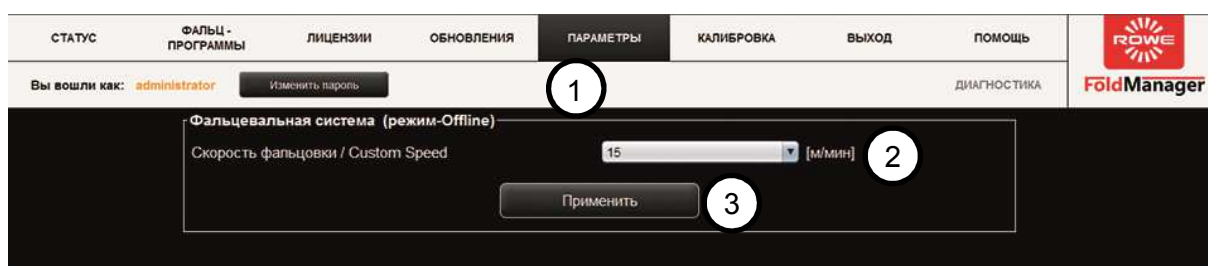 СТАТУС
ФАЛЬЦ -
ПРОГРАММЫ
ЛИЦЕНЗИИ
ОБНОВЛЕНИЯ
ПАРАМЕТРЫ
КАЛИБРОВКА
ВЫХОД
ПОМОЩЬ
ROWE
Вы вошли как: administrator
Изменить пароль
1
ДИАГНОСТИКА
FoldManager
Фальцевальная система (режим-Offline)
Скорость фальцовки / Custom Speed 15 [м/мин] 2
Применить 3